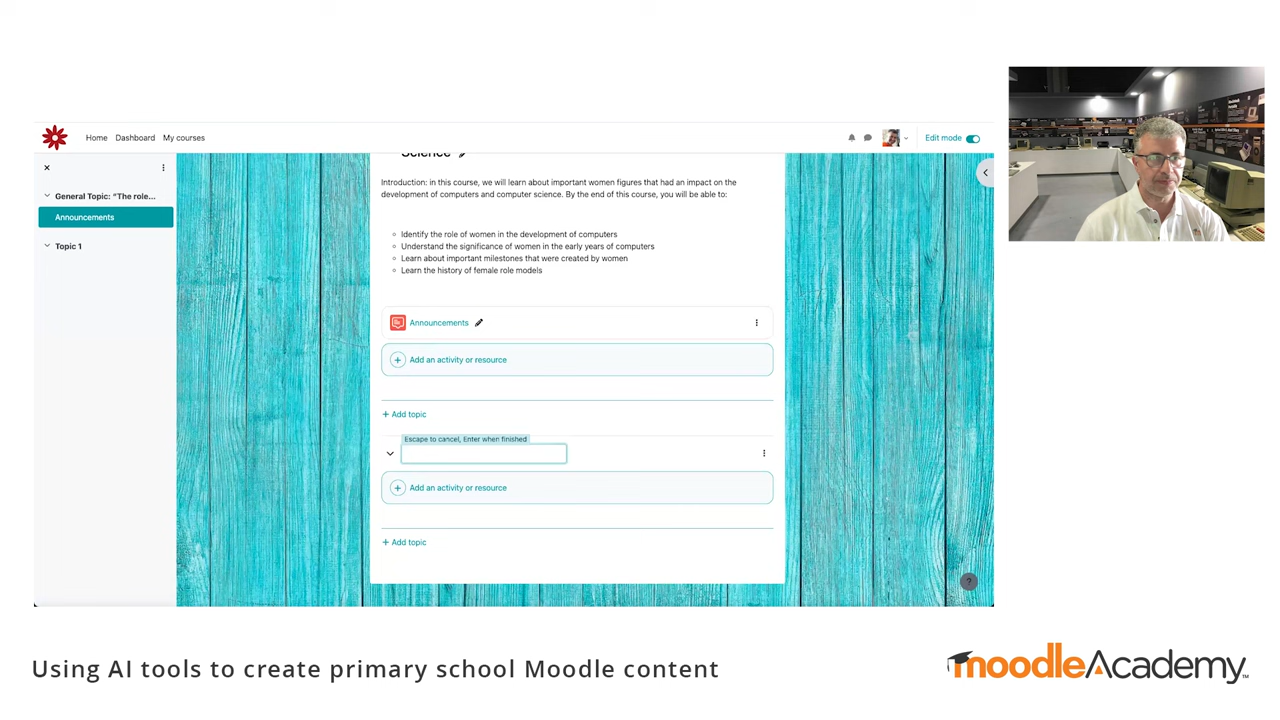 Home Dashboard My courses
Edit mode
General Topic: “The role...
Announcements
Topic 1
Science
Introduction: in this course, we will learn about important women figures that had an impact on the
development of computers and computer science. By the end of this course, you will be able to:
Identify the role of women in the development of computers
Understand the significance of women in the early years of computers
Learn about important milestones that were created by women
Learn the history of female role models
Announcements
+ Add an activity or resource
+ Add topic
Escape to cancel, Enter when finished
+ Add an activity or resource
+ Add topic
?
Using AI tools to create primary school Moodle content
moodleAcademy™